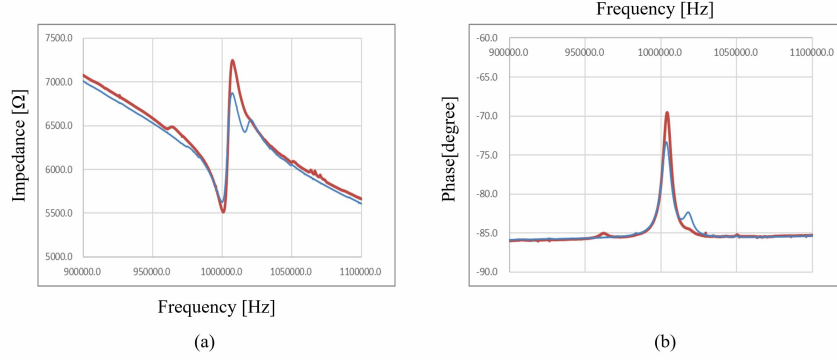 Impedance [Ω]
7500.0
7000.0
6500.0
6000.0
5500.0
5000.0
900000.0 950000.0 1000000.0 1050000.0 1100000.0
Frequency [Hz]
(a)
Frequency [Hz]
Phase[degree]
-60.0
900000.0 950000.0 1000000.0 1050000.0 1100000.0
-65.0
-70.0
-75.0
-80.0
-85.0
-90.0
(b)